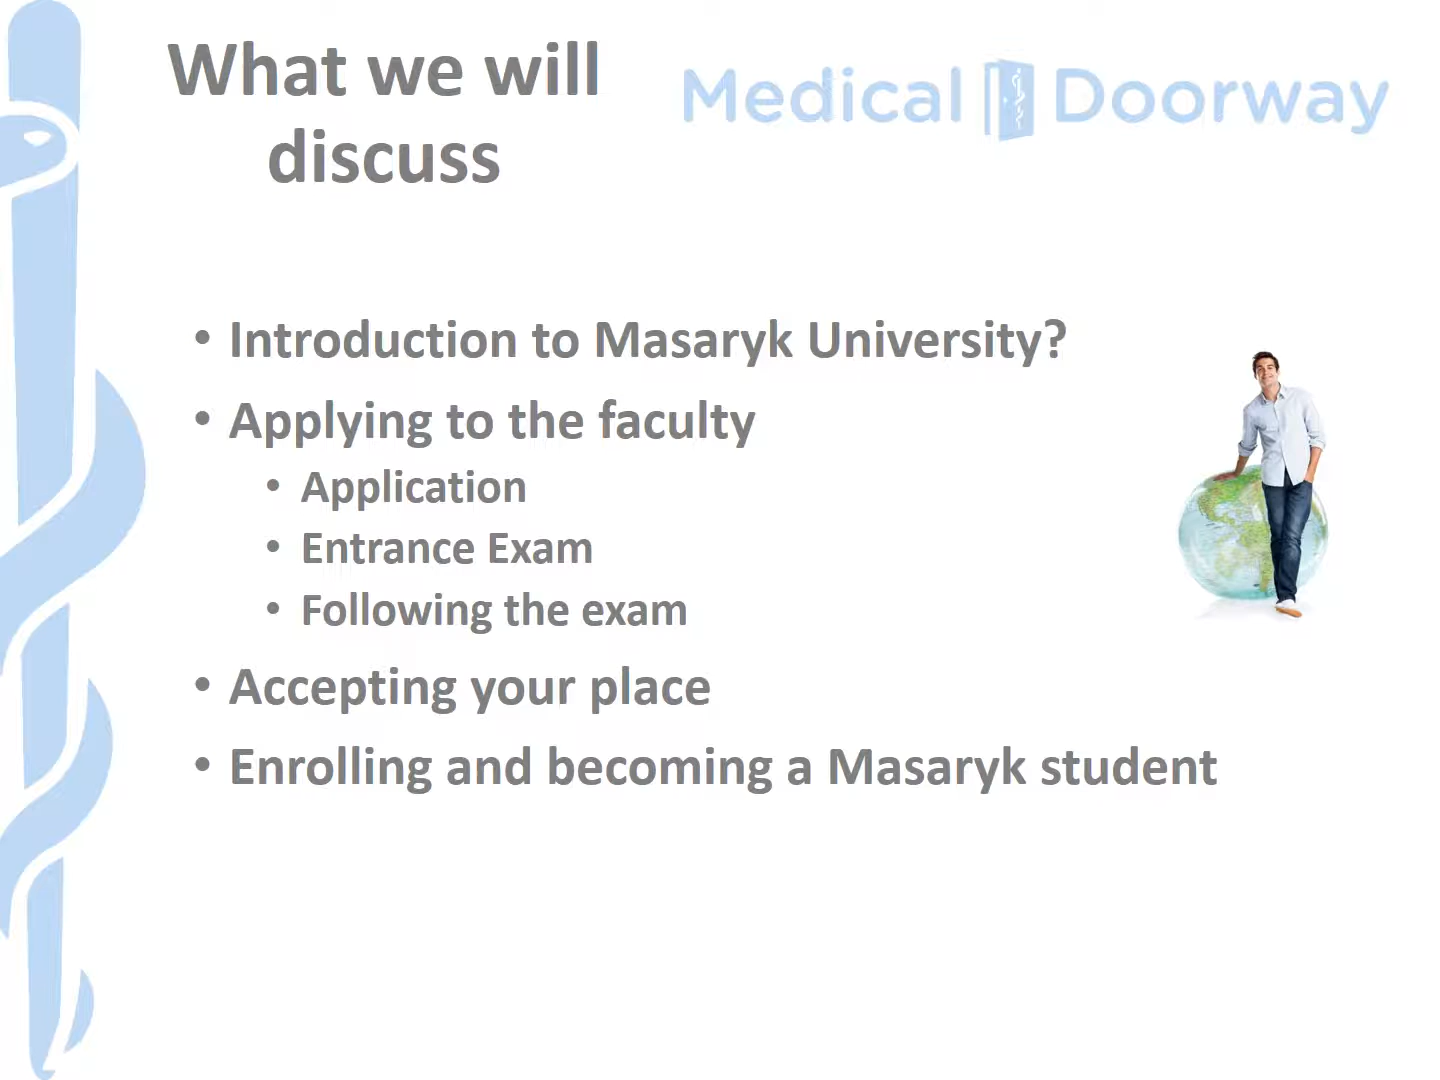 What we will
discuss
Medical Doorway
• Introduction to Masaryk University?
• Applying to the faculty
• Application
• Entrance Exam
• Following the exam
• Accepting your place
• Enrolling and becoming a Masaryk student